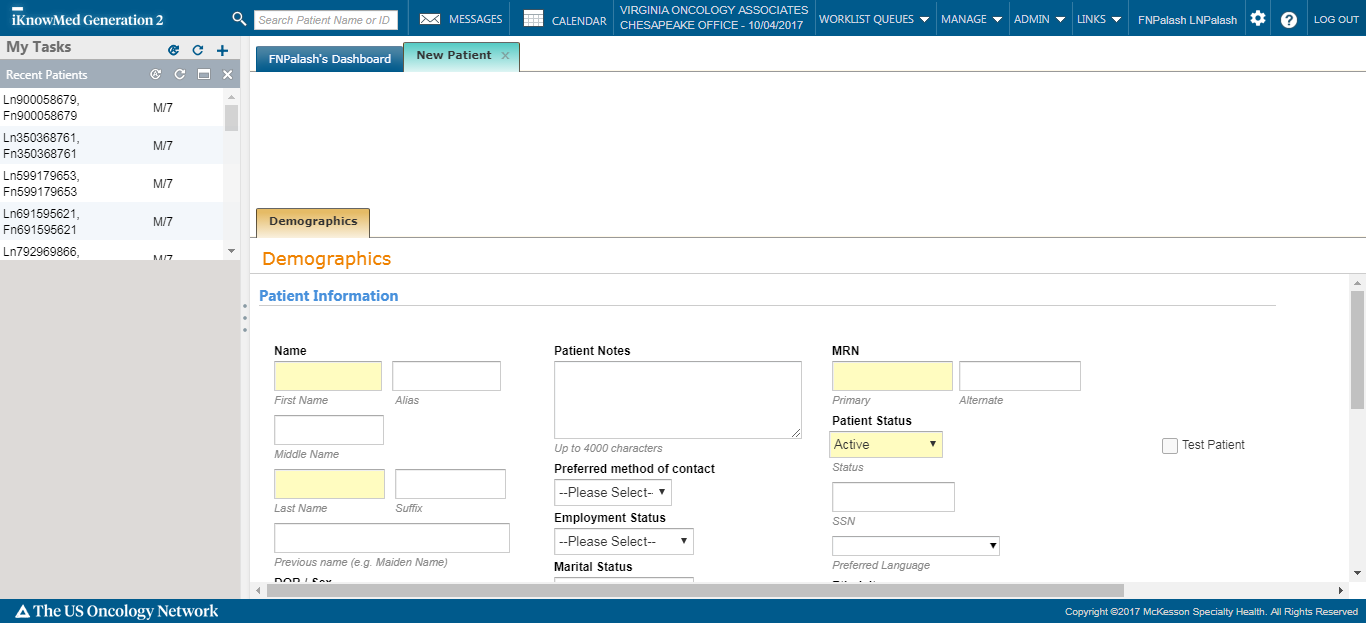 iKnowMed Generation 2
Search Patient Name or ID
MESSAGES
CALENDAR
VIRGINIA ONCOLOGY ASSOCIATES
CHESAPEAKE OFFICE - 10/04/2017
WORKLIST QUEUES
MANAGE
ADMIN
LINKS
FNPalash LNPalash
LOG OUT
My Tasks
Recent Patients
Ln900058679,
Fn900058679
M/7
Ln350368761,
Fn350368761
M/7
Ln599179653,
Fn599179653
M/7
Ln691595621,
Fn691595621
M/7
Ln792969866,
M/7
FNPalash's Dashboard
New Patient
Demographics
Demographics
Patient Information
Name
First Name
Alias
Middle Name
Last Name
Suffix
Previous name (e.g. Maiden Name)
DOB / Sex
Patient Notes
Up to 4000 characters
Preferred method of contact
--Please Select-
Employment Status
--Please Select--
Marital Status
MRN
Primary
Alternate
Patient Status
Active
Status
SSN
Preferred Language
Test Patient
The US Oncology Network
Copyright ©2017 McKesson Specialty Health. All Rights Reserved